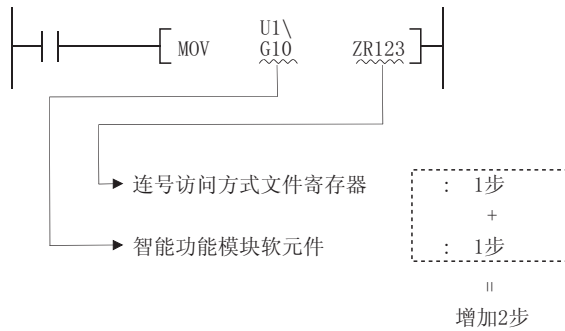 U1\
MOV G10 ZR123
连号访问方式文件寄存器 : 1步
+
智能功能模块软元件 : 1步
=
增加2步